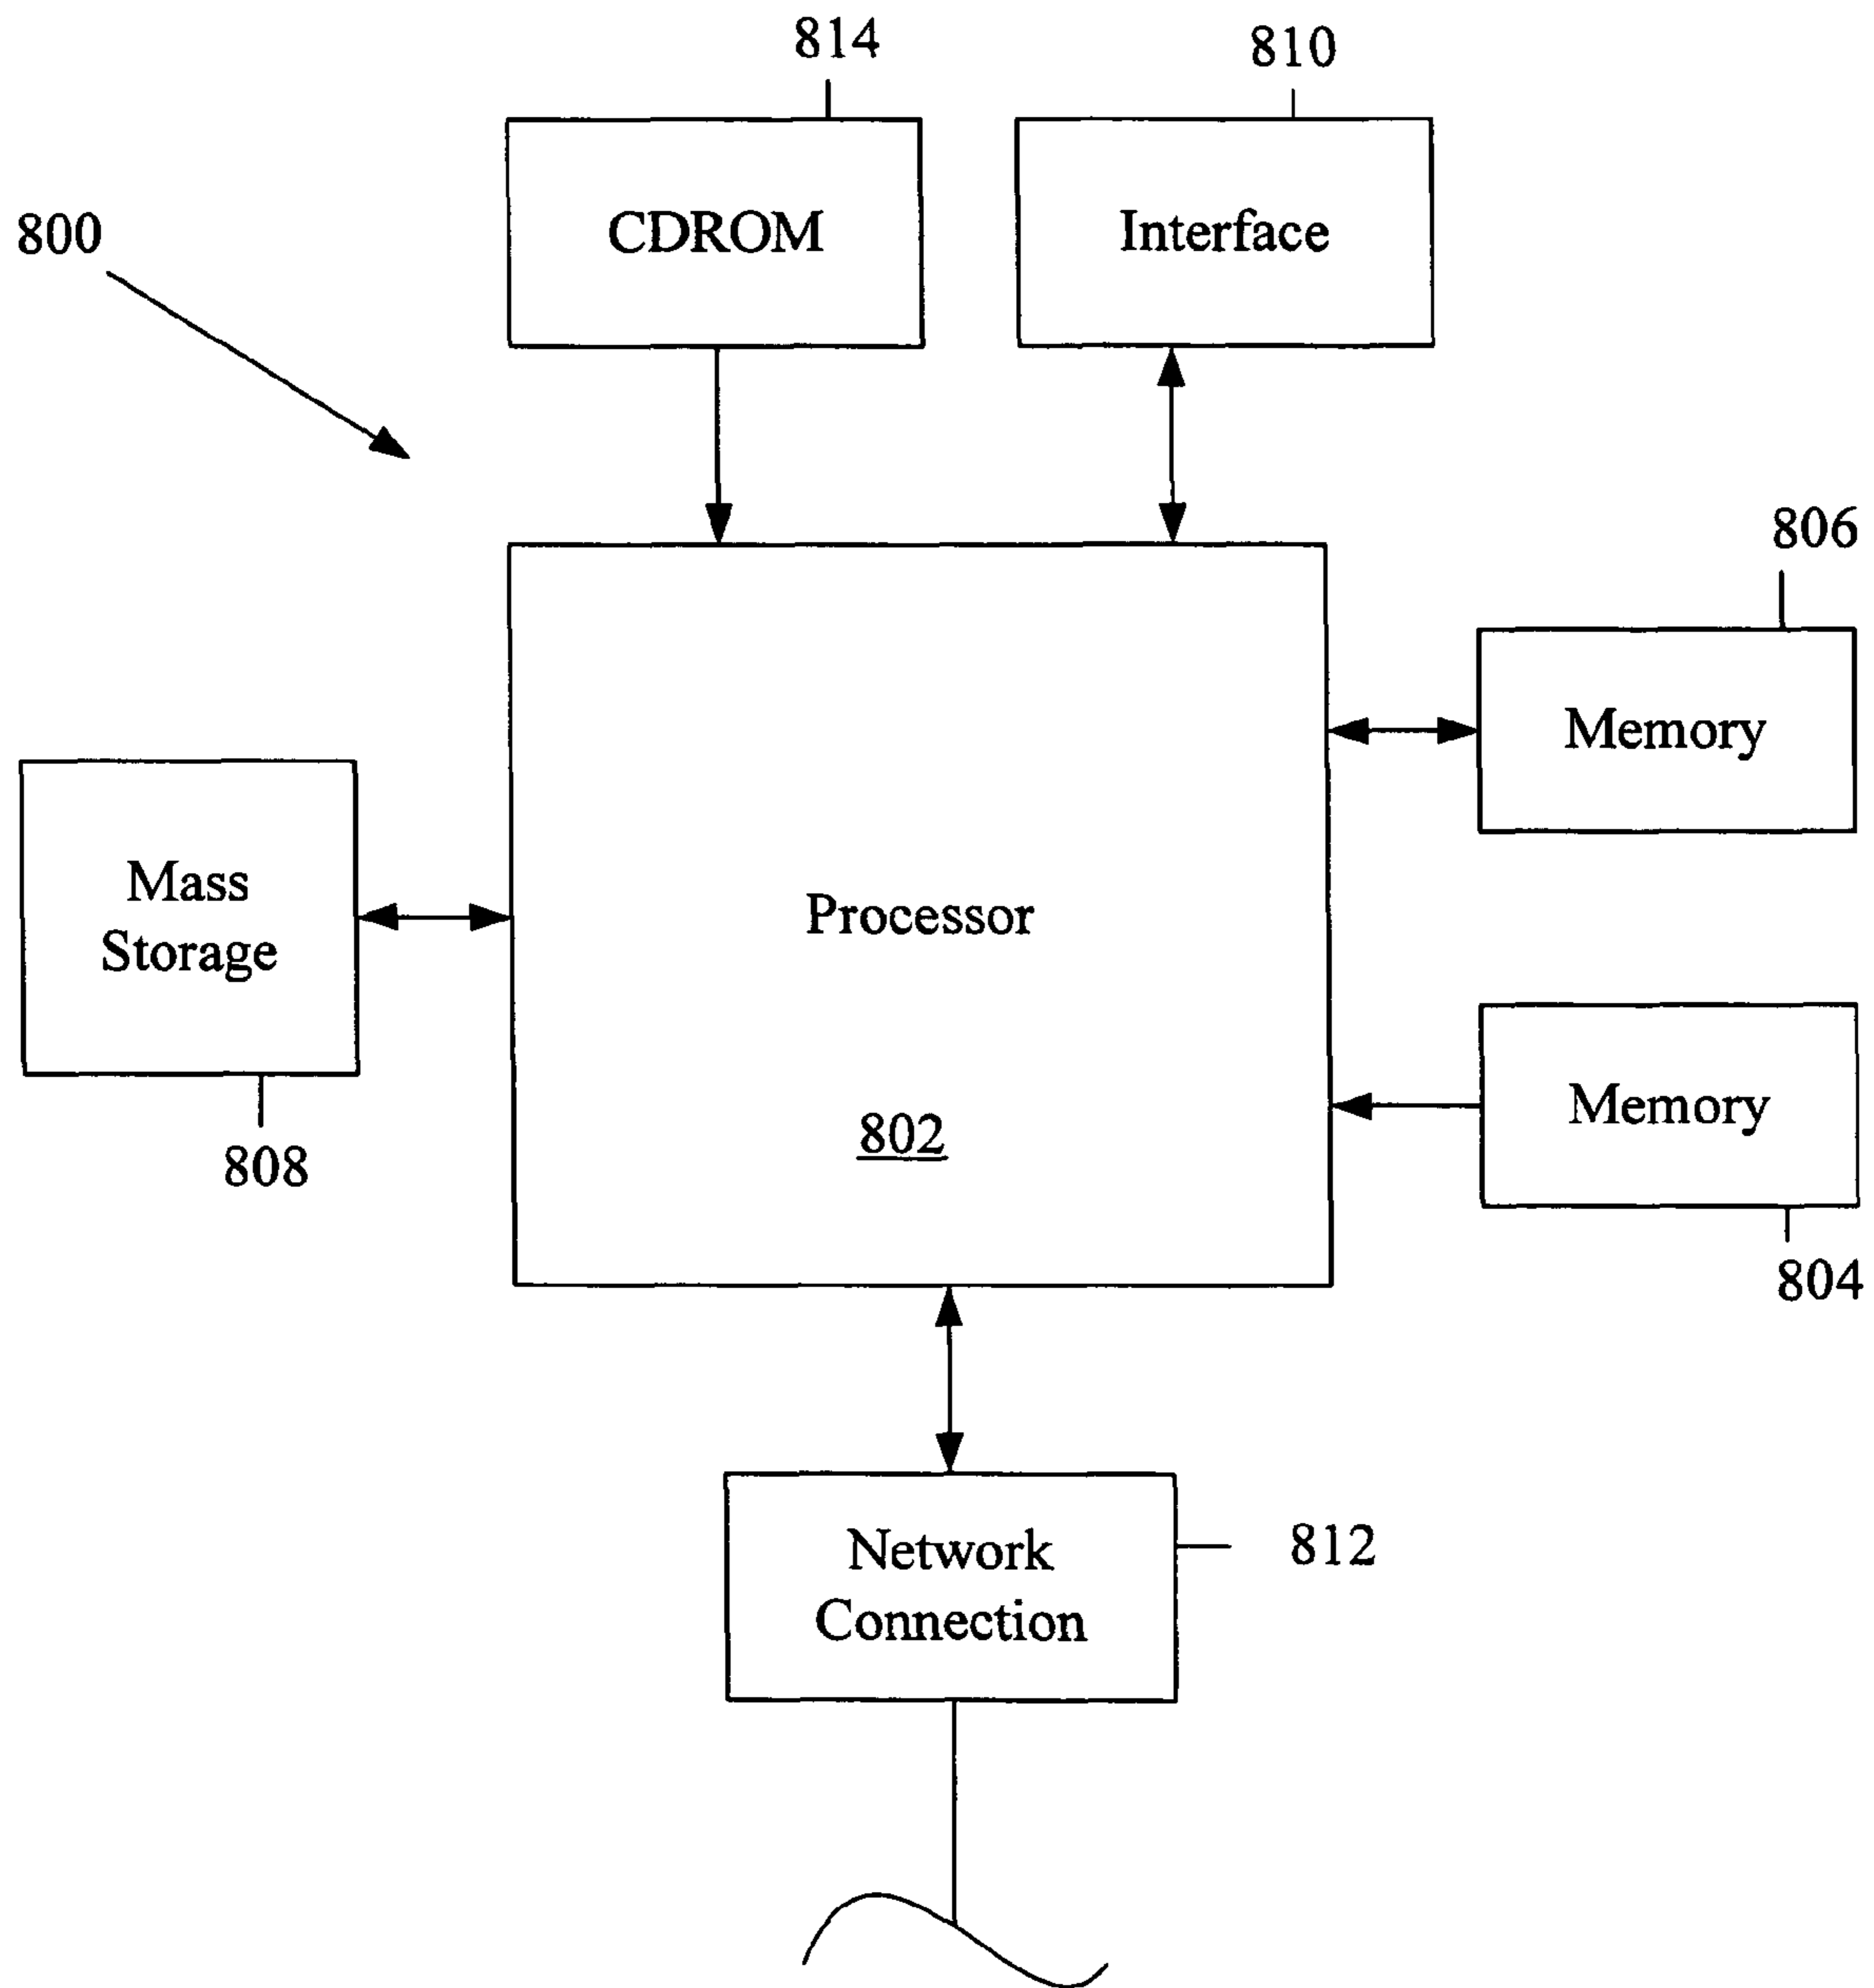 814
810
800
CDROM
Interface
806
Memory
Mass
Storage
Processor
808
802
Memory
804
Network
Connection
812